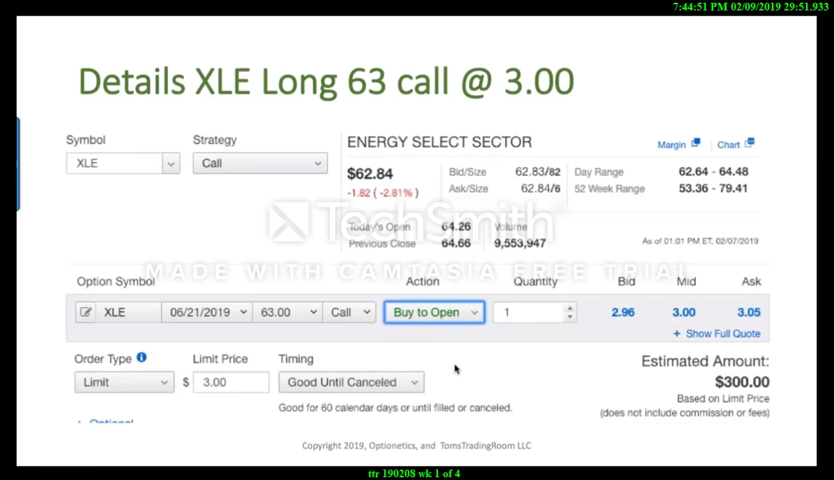 7:44:51 PM 02/09/2019 29:51.933
Details XLE Long 63 call @ 3.00
Symbol Strategy
XLE Call
ENERGY SELECT SECTOR Margin Chart
$62.84 Bid/Size 62.83/82 Day Range 62.64 - 64.48
-1.82 ( -2.81% ) Ask/Size 62.84/6 52 Week Range 53.36 - 79.41
TechSmith
Today's Open 64.26 Volume
Previous Close 64.66 9,553,947 As of 01:01 PM ET, 02/07/2019
MADE WITH CAMTASIA FREE TRIAL
Option Symbol Action Quantity Bid Mid Ask
XLE 06/21/2019 63.00 Call Buy to Open 1 2.96 3.00 3.05
+ Show Full Quote
Order Type Limit Price Timing Estimated Amount:
Limit $ 3.00 Good Until Canceled $300.00
Based on Limit Price
Good for 60 calendar days or until filled or canceled. (does not include commission or fees)
Optional
Copyright 2019, Optionetics, and TomsTradingRoom LLC
ttr 190208 wk 1 of 4